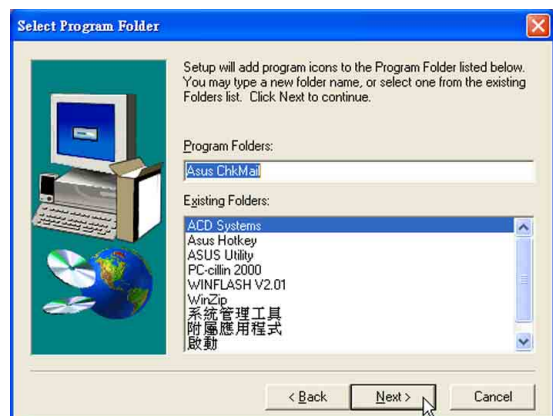 Select Program Folder
Setup will add program icons to the Program Folder listed below.
You may type a new folder name, or select one from the existing
Folders list. Click Next to continue.
Program Folders:
Asus ChkMail
Existing Folders:
ACD Systems
Asus Hotkey
ASUS Utility
PC-cillin 2000
WINFLASH V2.01
WinZip
系統管理工具
附屬應用程式
啟動
< Back
Next >
Cancel